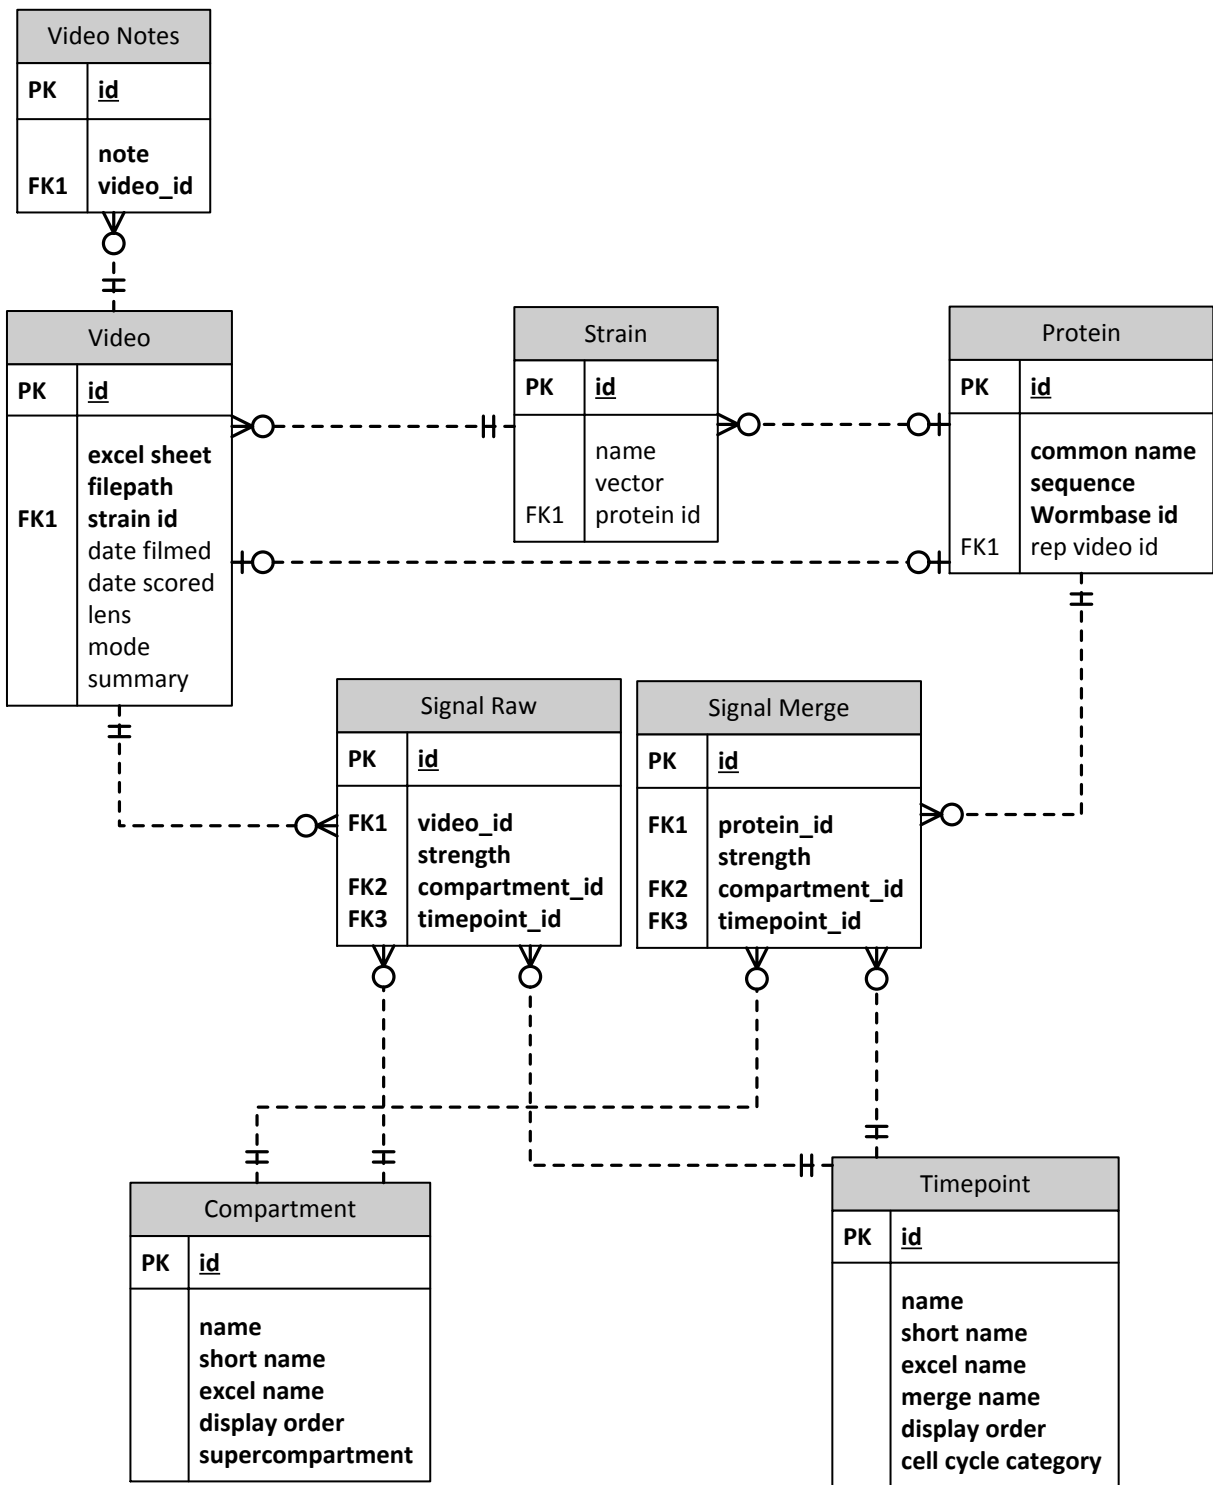 Video Notes
PK id
note
FK1 video_id
Video
PK id
excel sheet
filepath
FK1 strain id
date filmed
date scored
lens
mode
summary
Strain
PK id
name
vector
FK1 protein id
Protein
PK id
common name
sequence
Wormbase id
FK1 rep video id
Signal Raw
PK id
FK1 video_id
strength
FK2 compartment_id
FK3 timepoint_id
Signal Merge
PK id
FK1 protein_id
strength
FK2 compartment_id
FK3 timepoint_id
Compartment
PK id
name
short name
excel name
display order
supercompartment
Timepoint
PK id
name
short name
excel name
merge name
display order
cell cycle category